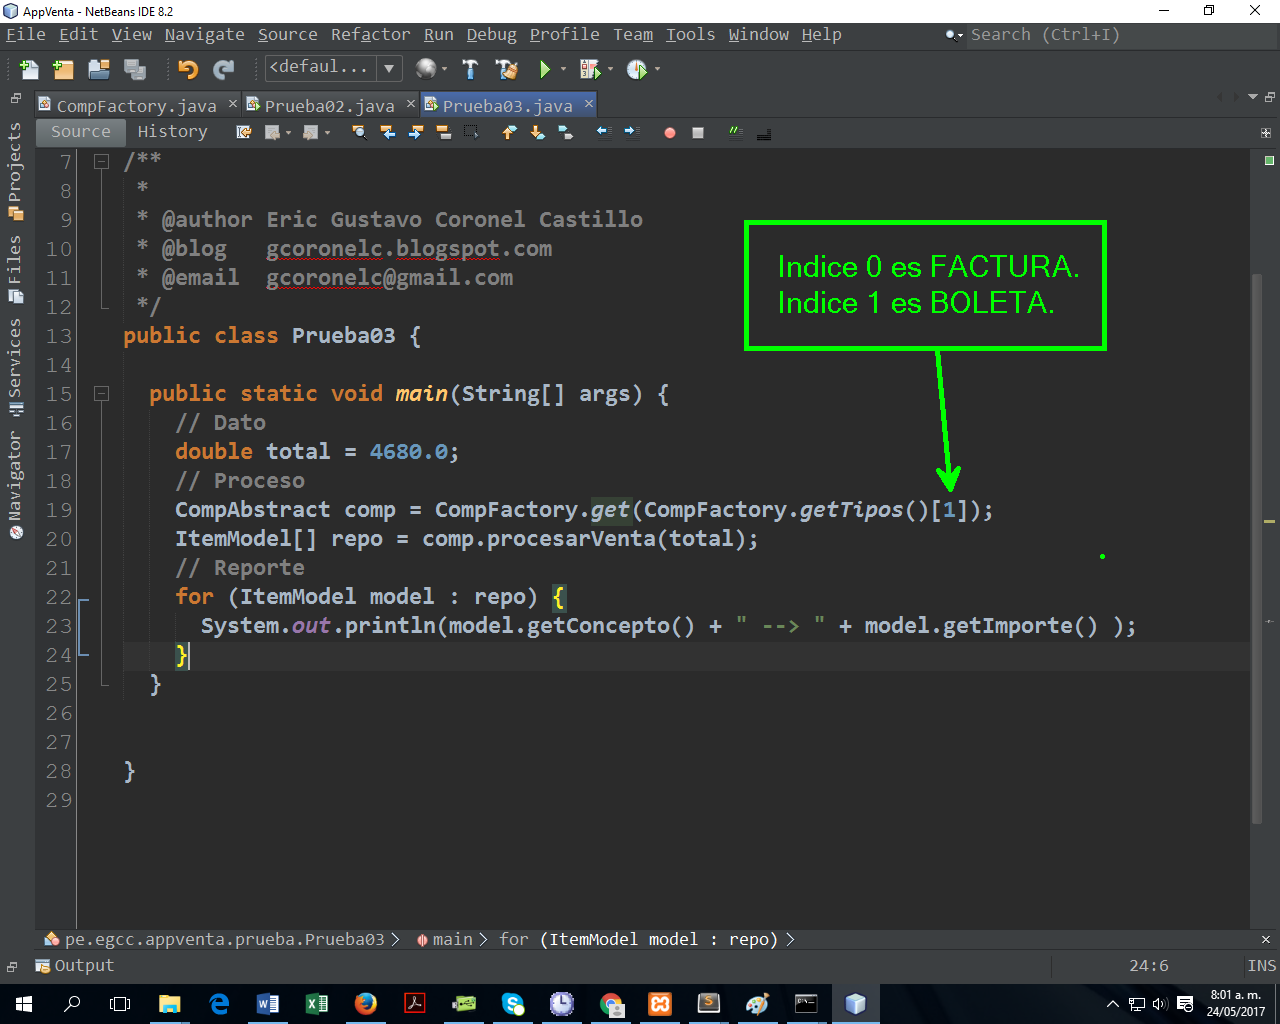 AppVenta - NetBeans IDE 8.2
File Edit View Navigate Source Refactor Run Debug Profile Team Tools Window Help
Search (Ctrl+I)
<defaul...
CompFactory.java
Prueba02.java
Prueba03.java
Source History
Projects
Files
Services
Navigator
7 /**
8 *
9 * @author Eric Gustavo Coronel Castillo
10 * @blog gcoronelc.blogspot.com
11 * @email gcoronelc@gmail.com
12 */
13 public class Prueba03 {
14
15 public static void main(String[] args) {
16 // Dato
17 double total = 4680.0;
18 // Proceso
19 CompAbstract comp = CompFactory.get(CompFactory.getTipos()[1]);
20 ItemModel[] repo = comp.procesarVenta(total);
21 // Reporte
22 for (ItemModel model : repo) {
23 System.out.println(model.getConcepto() + " --> " + model.getImporte() );
24 }
25 }
26
27
28 }
29
Indice 0 es FACTURA.
Indice 1 es BOLETA.
pe.egcc.appventa.prueba.Prueba03 main for (ItemModel model : repo)
Output
24:6
INS
8:01 a. m.
24/05/2017